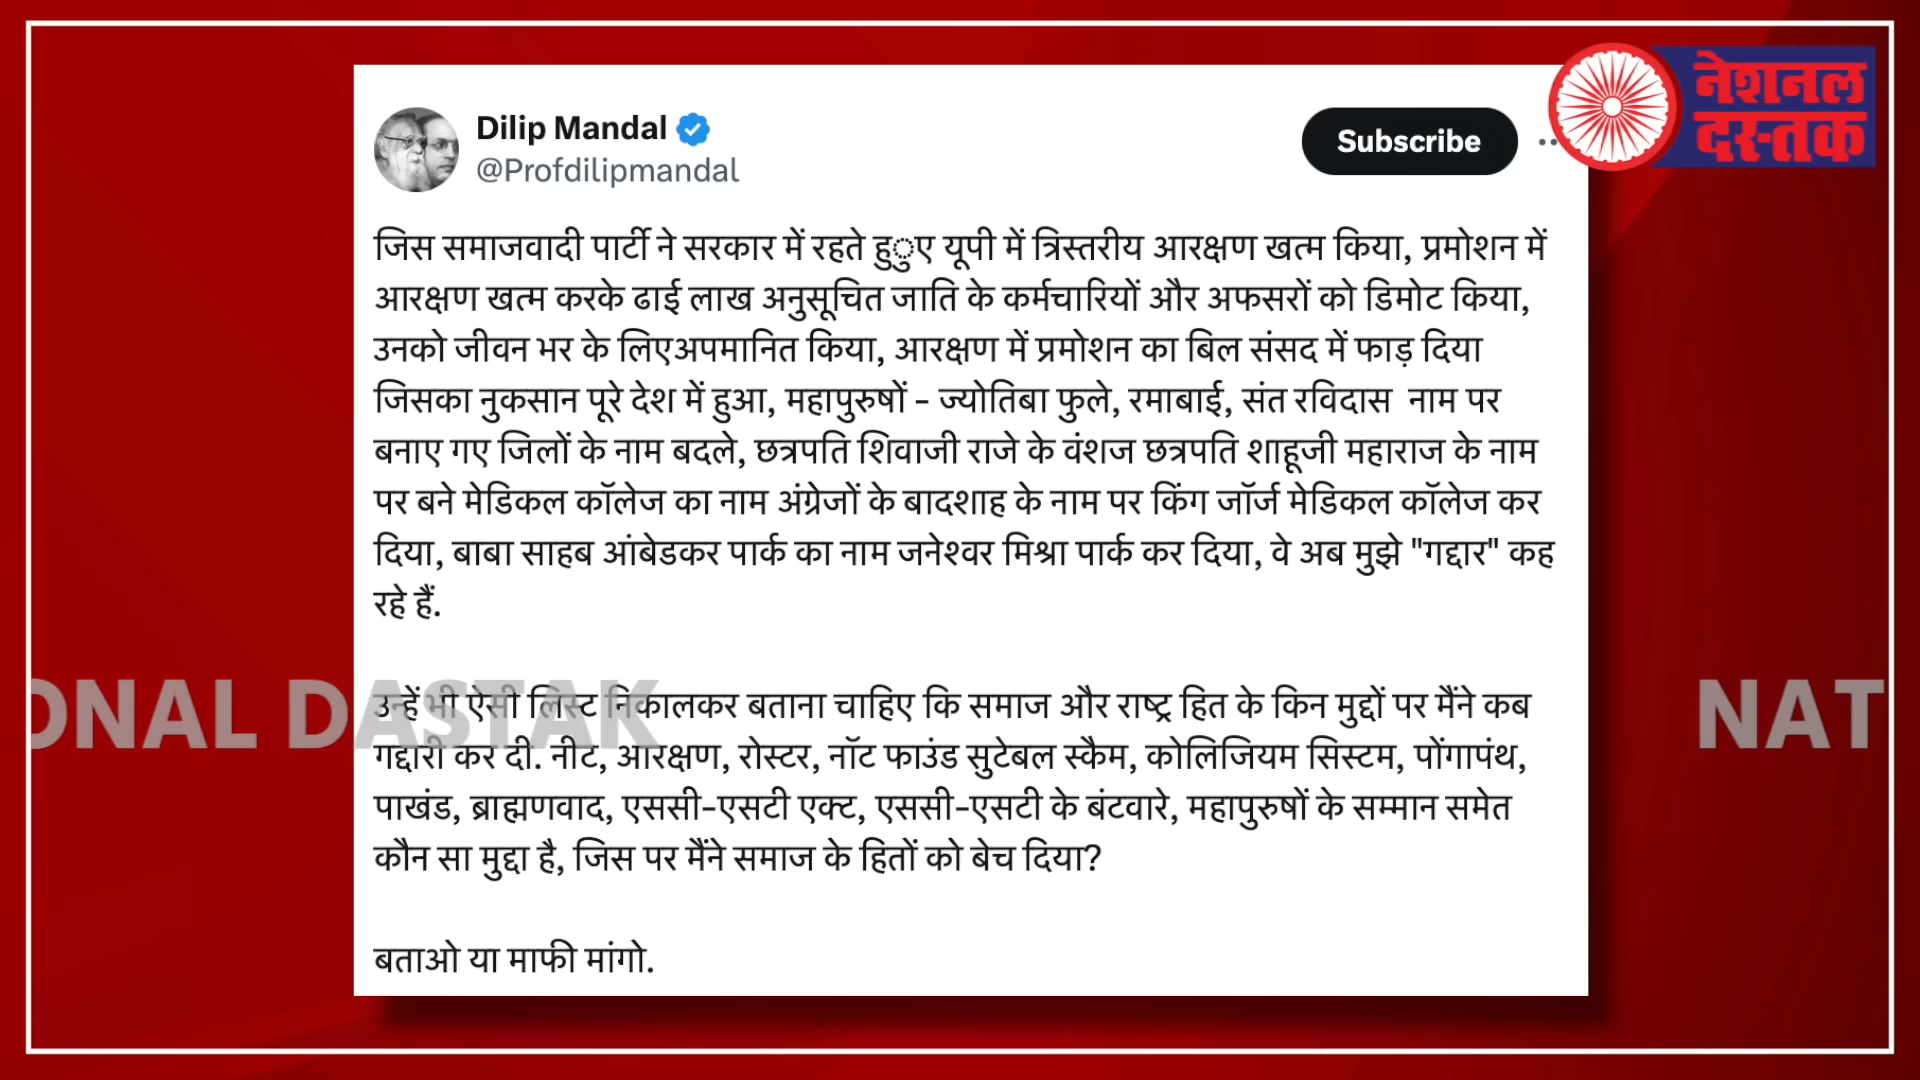 Dilip Mandal
@Profdilipmandal
Subscribe
नेशनल
दस्तक
जिस समाजवादी पार्टी ने सरकार में रहते हुुए यूपी में त्रिस्तरीय आरक्षण खत्म किया, प्रमोशन में
आरक्षण खत्म करके ढाई लाख अनुसूचित जाति के कर्मचारियों और अफसरों को डिमोट किया,
उनको जीवन भर के लिएअपमानित किया, आरक्षण में प्रमोशन का बिल संसद में फाड़ दिया
जिसका नुकसान पूरे देश में हुआ, महापुरुषों - ज्योतिबा फुले, रमाबाई, संत रविदास  नाम पर
बनाए गए जिलों के नाम बदले, छत्रपति शिवाजी राजे के वंशज छत्रपति शाहूजी महाराज के नाम
पर बने मेडिकल कॉलेज का नाम अंग्रेजों के बादशाह के नाम पर किंग जॉर्ज मेडिकल कॉलेज कर
दिया, बाबा साहब आंबेडकर पार्क का नाम जनेश्वर मिश्रा पार्क कर दिया, वे अब मुझे "गद्दार" कह
रहे हैं.
उन्हें भी ऐसी लिस्ट निकालकर बताना चाहिए कि समाज और राष्ट्र हित के किन मुद्दों पर मैंने कब
गद्दारी कर दी. नीट, आरक्षण, रोस्टर, नॉट फाउंड सुटेबल स्कैम, कोलिजियम सिस्टम, पोंगापंथ,
पाखंड, ब्राह्मणवाद, एससी-एसटी एक्ट, एससी-एसटी के बंटवारे, महापुरुषों के सम्मान समेत
कौन सा मुद्दा है, जिस पर मैंने समाज के हितों को बेच दिया?
बताओ या माफी मांगो.
ONAL DASTAK
NAT